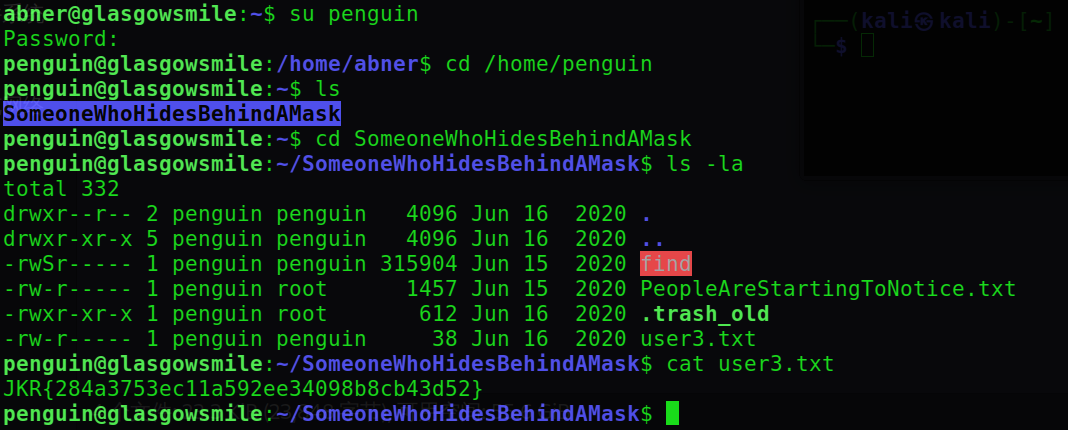 abner@glasgowsmile:~$ su penguin
Password:
penguin@glasgowsmile:/home/abner$ cd /home/penguin
penguin@glasgowsmile:~$ ls
SomeoneWhoHidesBehindAMask
penguin@glasgowsmile:~$ cd SomeoneWhoHidesBehindAMask
penguin@glasgowsmile:~/SomeoneWhoHidesBehindAMask$ ls -la
total 332
drwxr--r-- 2 penguin penguin   4096 Jun 16  2020 .
drwxr-xr-x 5 penguin penguin   4096 Jun 16  2020 ..
-rwSr----- 1 penguin penguin 315904 Jun 15  2020 find
-rw-r----- 1 penguin root      1457 Jun 15  2020 PeopleAreStartingToNotice.txt
-rwxr-xr-x 1 penguin root       612 Jun 16  2020 .trash_old
-rw-r----- 1 penguin penguin     38 Jun 16  2020 user3.txt
penguin@glasgowsmile:~/SomeoneWhoHidesBehindAMask$ cat user3.txt
JKR{284a3753ec11a592ee34098b8cb43d52}
penguin@glasgowsmile:~/SomeoneWhoHidesBehindAMask$
(kali㉿kali)-[~]
$